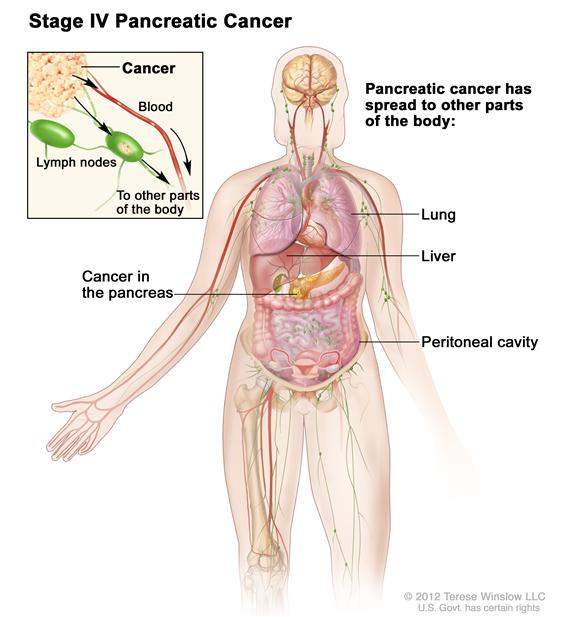 Stage IV Pancreatic Cancer
Cancer
Blood
Lymph nodes
To other parts
of the body
Pancreatic cancer has
spread to other parts
of the body:
Lung
Liver
Cancer in
the pancreas
Peritoneal cavity
© 2012 Terese Winslow LLC
U.S. Govt. has certain rights